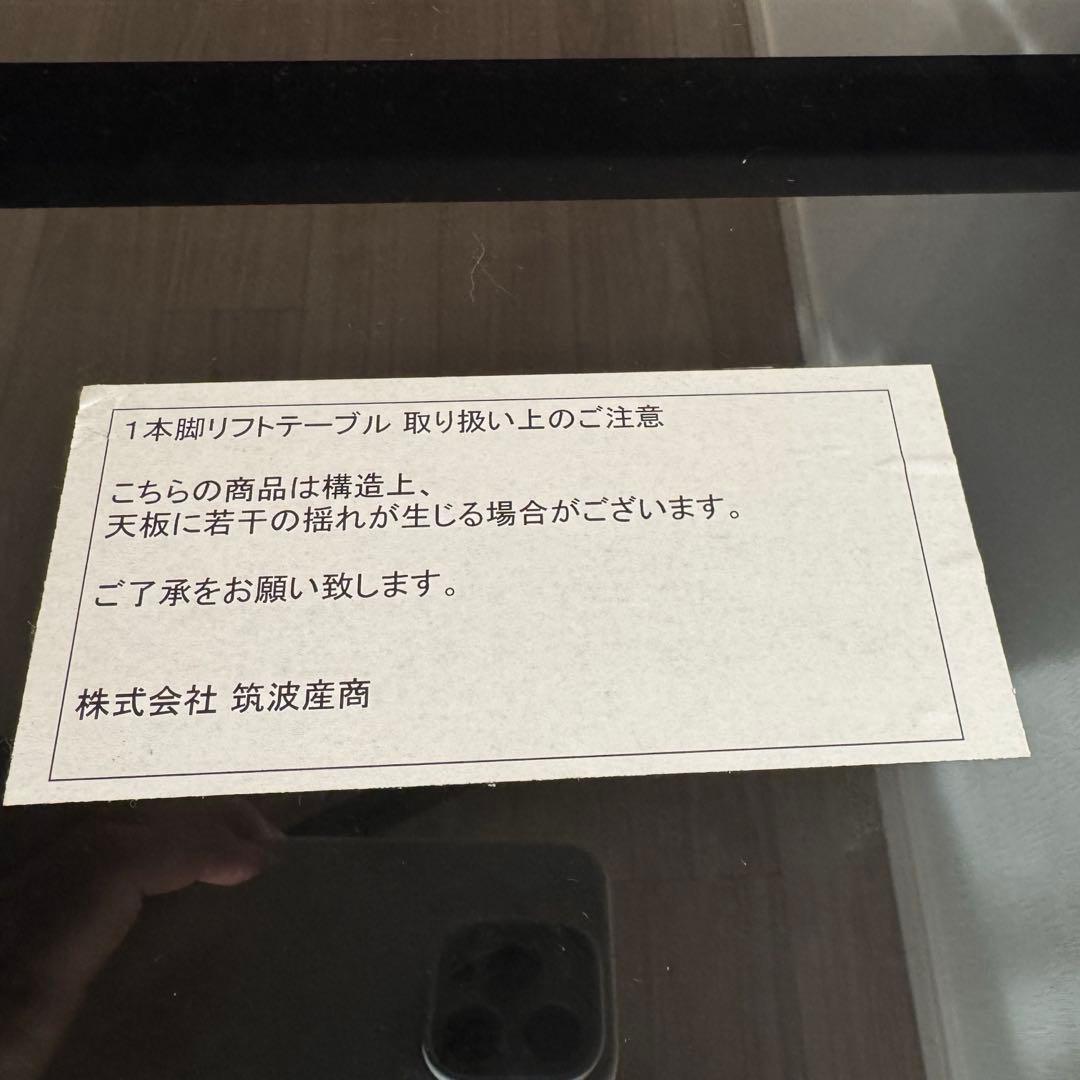 1本脚リフトテーブル 取り扱い上のご注意
こちらの商品は構造上、
天板に若干の揺れが生じる場合がございます。
ご了承をお願い致します。
株式会社 筑波産商